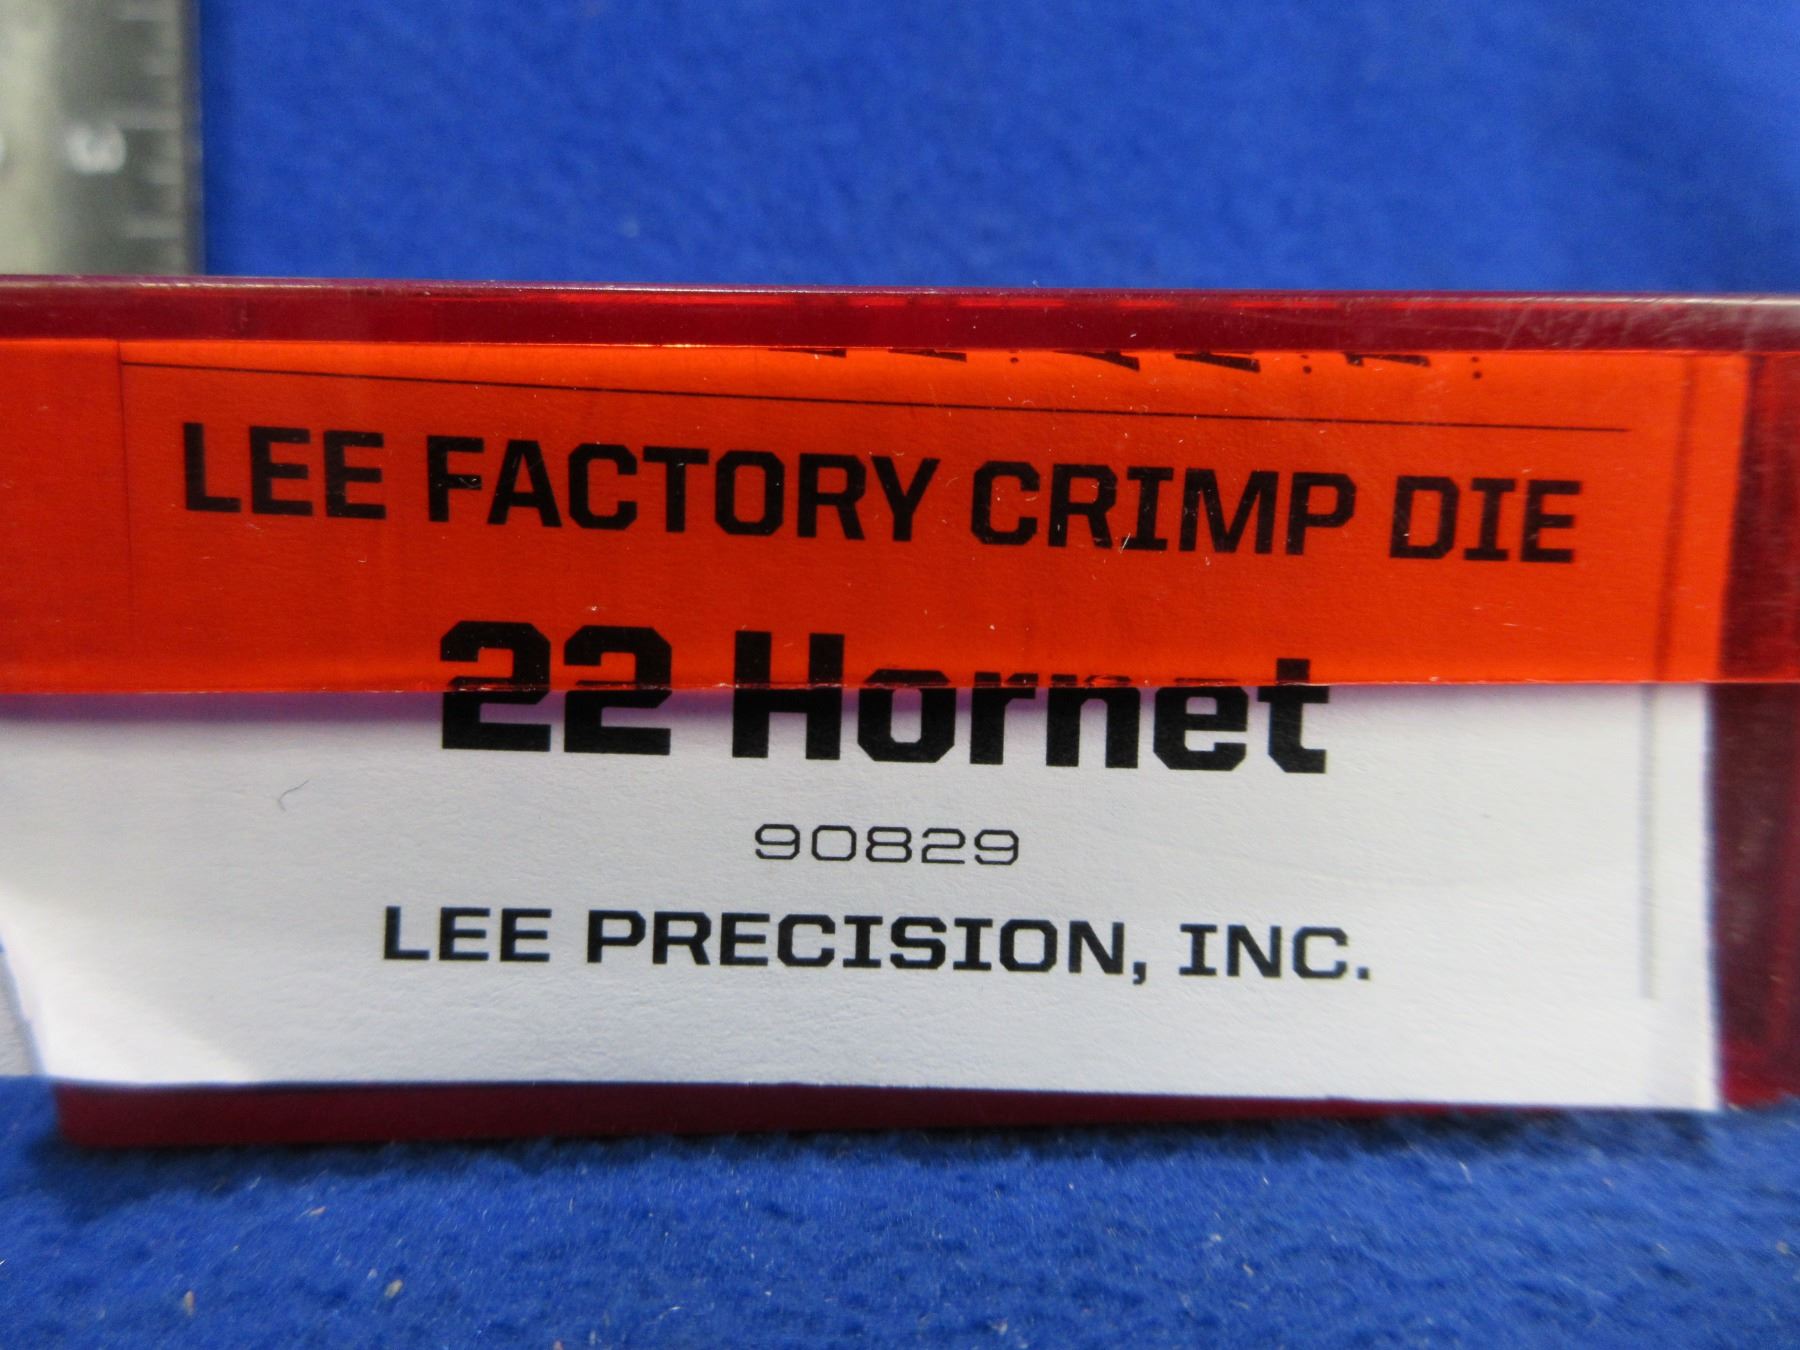 LEE FACTORY CRIMP DIE
22 Hornet
90829
LEE PRECISION, INC.